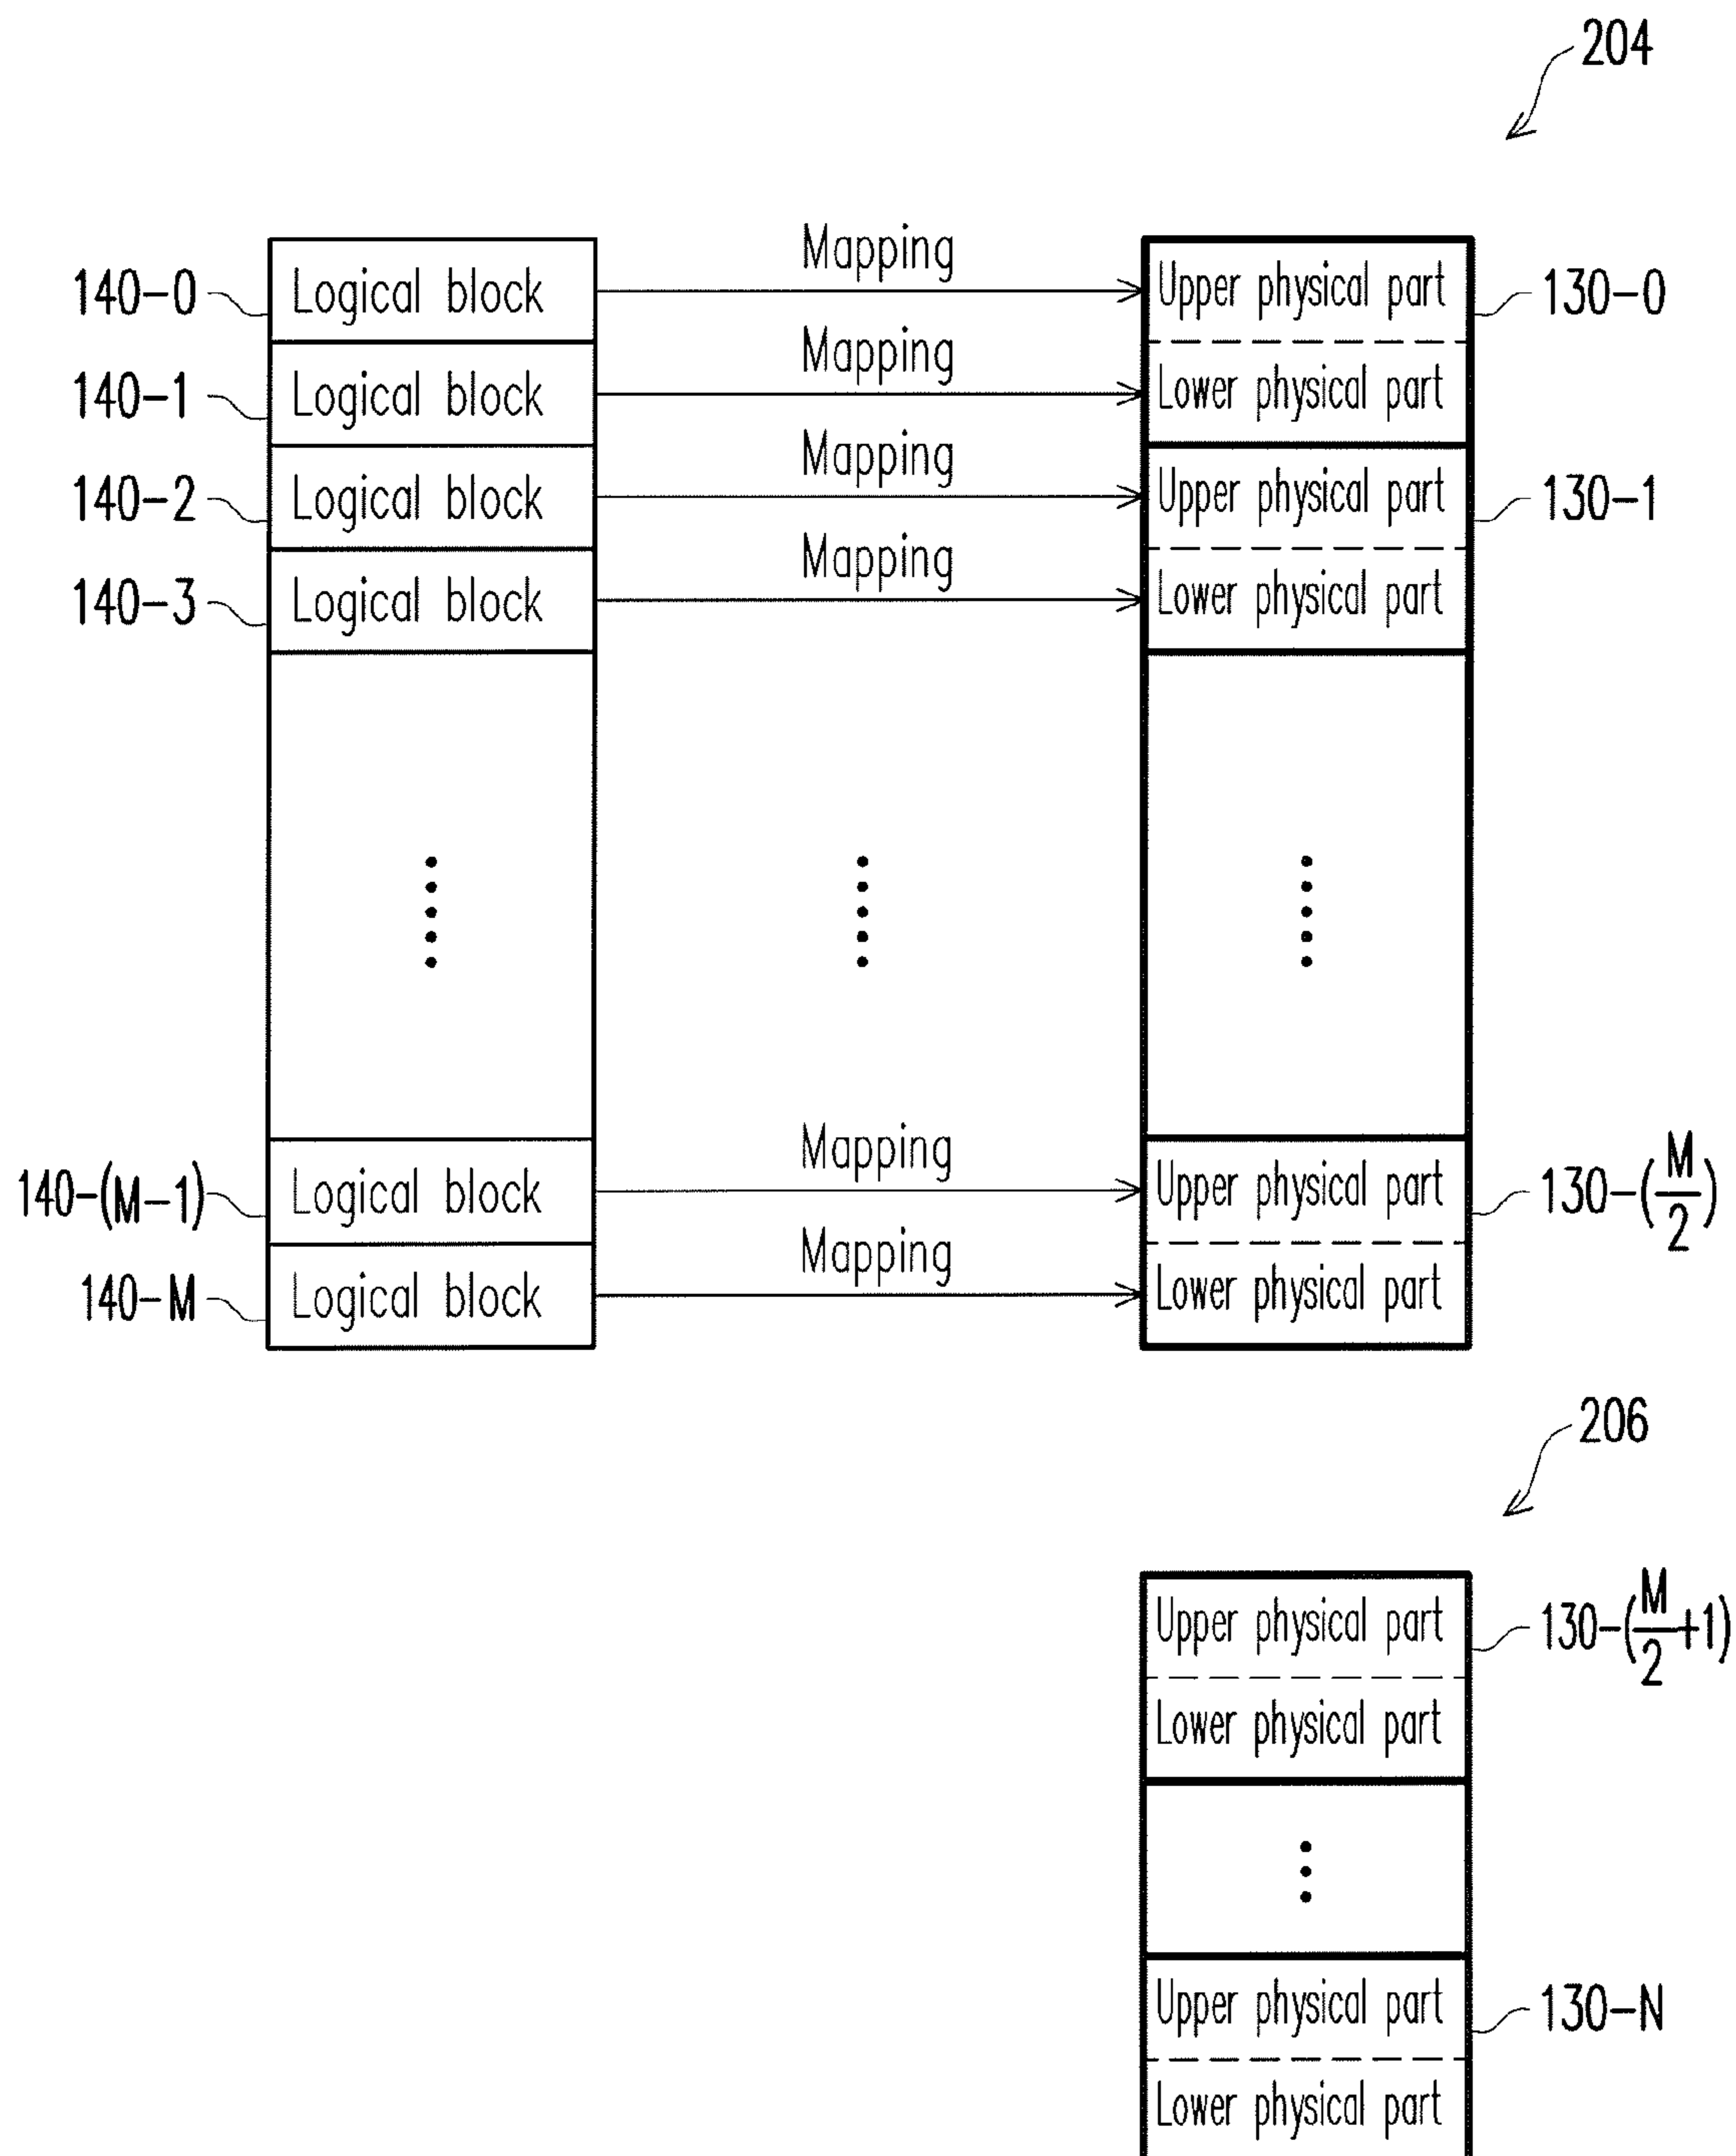 204
Mapping
140-0 Logical block Upper physical part 130-0
Mapping
140-1 Logical block Lower physical part
Mapping
140-2 Logical block Upper physical part 130-1
Mapping
140-3 Logical block Lower physical part
Mapping
140-(M-1) Logical block Upper physical part 130-(M/2)
Mapping
140-M Logical block Lower physical part
206
Upper physical part 130-(M/2+1)
Lower physical part
Upper physical part 130-N
Lower physical part